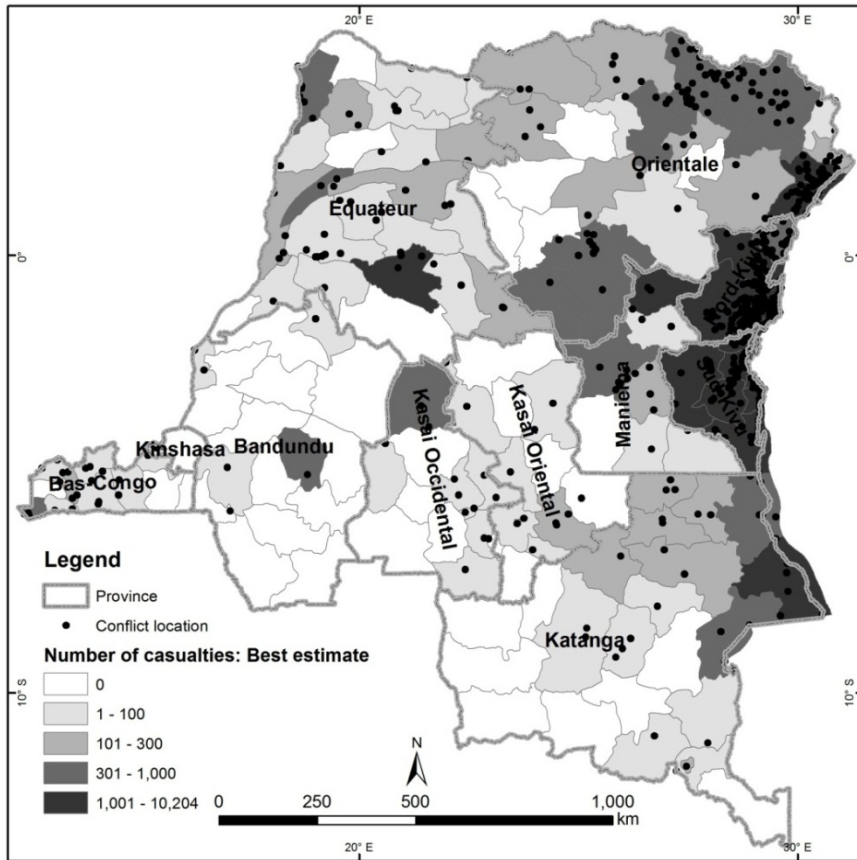 20° E
30° E
Orientale
Equateur
0°
0°
Nord-Kivu
Sud-Kivu
Maniema
Kasai Oriental
Kasai Occidental
Kinshasa
Bandundu
Bas-Congo
Katanga
Legend
Province
Conflict location
Number of casualties: Best estimate
0
1 - 100
101 - 300
301 - 1,000
1,001 - 10,204
10° S
10° S
N
0
250
500
1,000
km
20° E
30° E